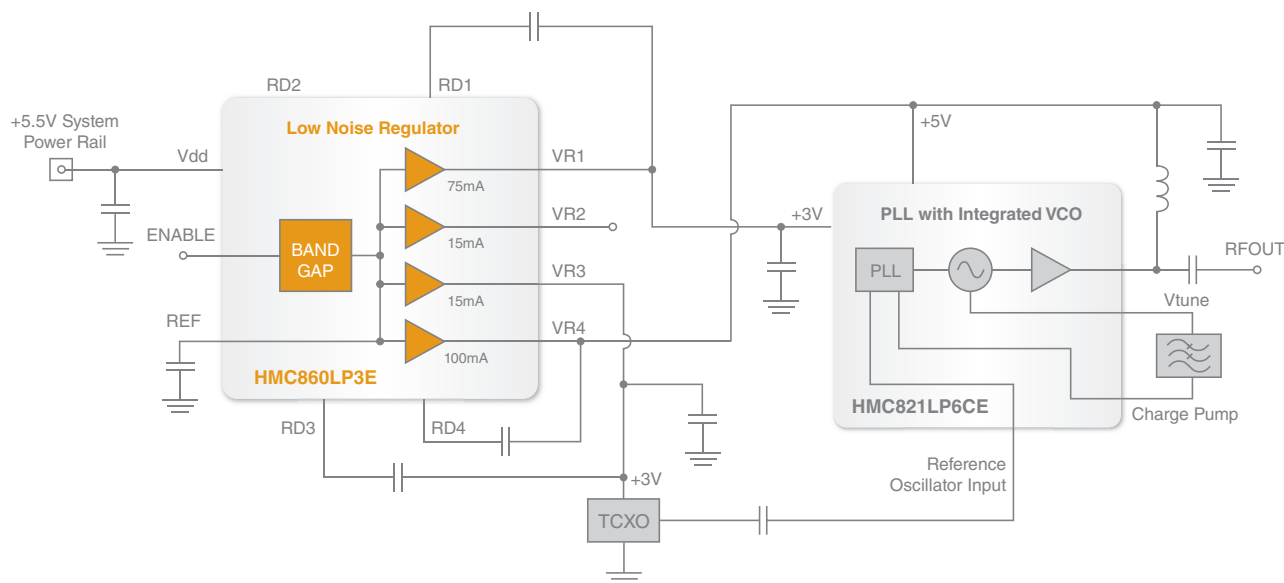 RD2
RD1
+5.5V System
Power Rail
Low Noise Regulator
+5V
Vdd
VR1
75mA
PLL with Integrated VCO
+3V
VR2
15mA
ENABLE
BAND
GAP
RFOUT
PLL
VR3
15mA
Vtune
REF
VR4
100mA
HMC860LP3E
HMC821LP6CE
Charge Pump
RD3
RD4
Reference
Oscillator Input
+3V
TCXO